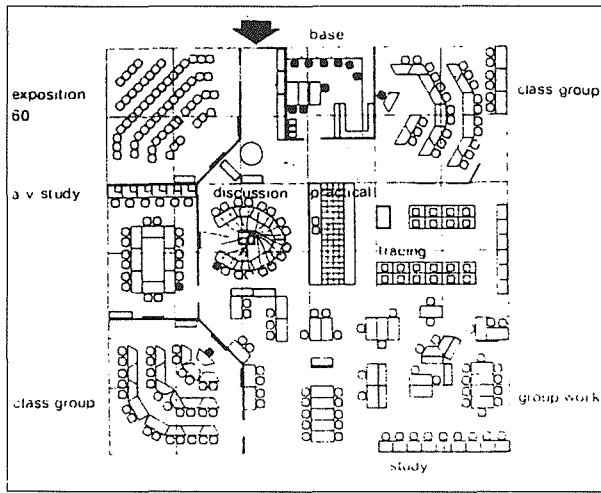 base
exposition
60
class group
a v study
discussion
practical
tracing
class group
group work
study